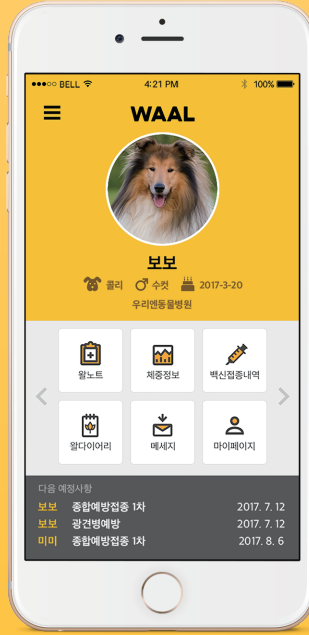 BELL 4:21 PM 100%
WAAL
보보
콜리 수컷 2017-3-20
우리엔동물병원
왈노트 체중정보 백신접종내역
왈다이어리 메세지 마이페이지
다음 예정사항
보보 종합예방접종 1차 2017. 7. 12
보보 광견병예방 2017. 7. 12
미미 종합예방접종 1차 2017. 8. 6